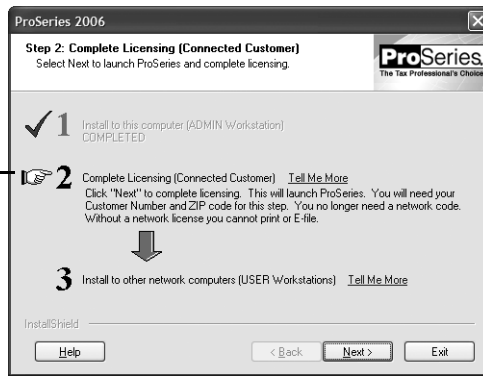 ProSeries 2006
Step 2: Complete Licensing (Connected Customer)
Select Next to launch ProSeries and complete licensing.
ProSeries
The Tax Professional's Choice
1 Install to this computer (ADMIN Workstation)
COMPLETED
2 Complete Licensing (Connected Customer) Tell Me More
Click "Next" to complete licensing. This will launch ProSeries. You will need your
Customer Number and ZIP code for this step. You no longer need a network code.
Without a network license you cannot print or E-file.
3 Install to other network computers (USER Workstations) Tell Me More
InstallShield
Help
< Back
Next >
Exit